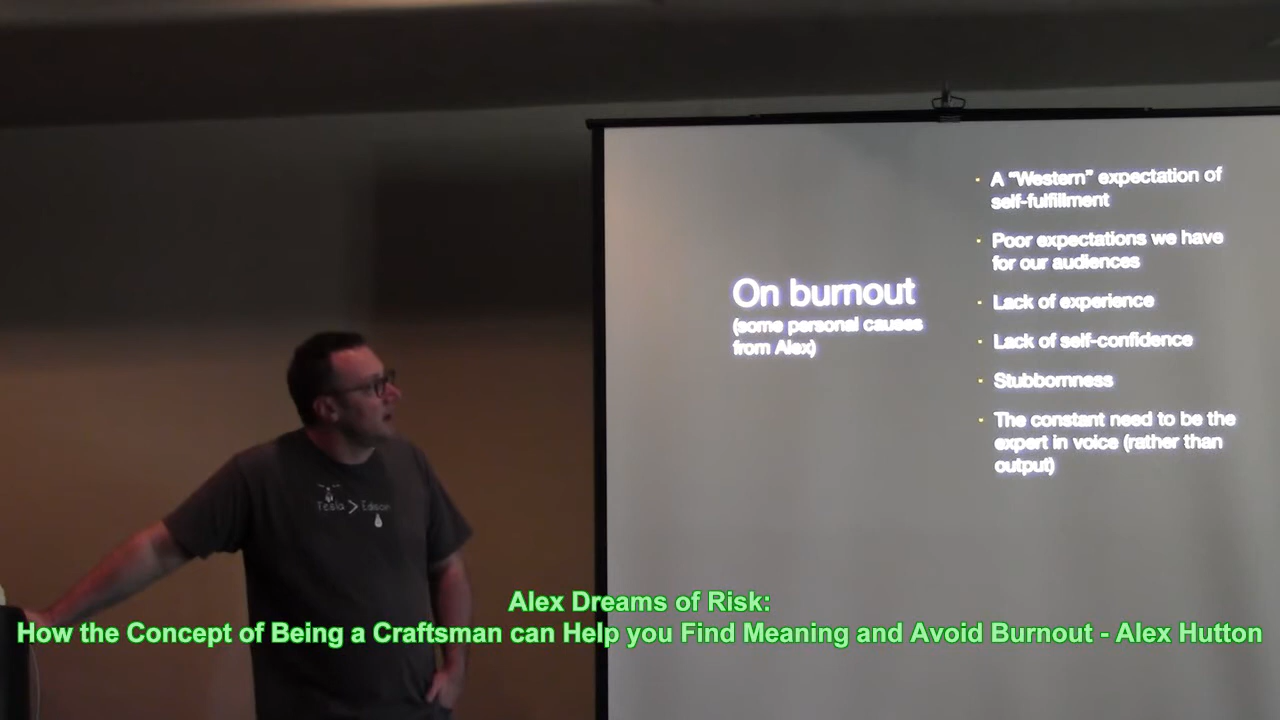 On burnout
(some personal causes
from Alex)
· A “Western” expectation of
self-fulfillment
· Poor expectations we have
for our audiences
· Lack of experience
· Lack of self-confidence
· Stubbornness
· The constant need to be the
expert in voice (rather than
output)
Tesla > Edison
Alex Dreams of Risk:
How the Concept of Being a Craftsman can Help you Find Meaning and Avoid Burnout - Alex Hutton